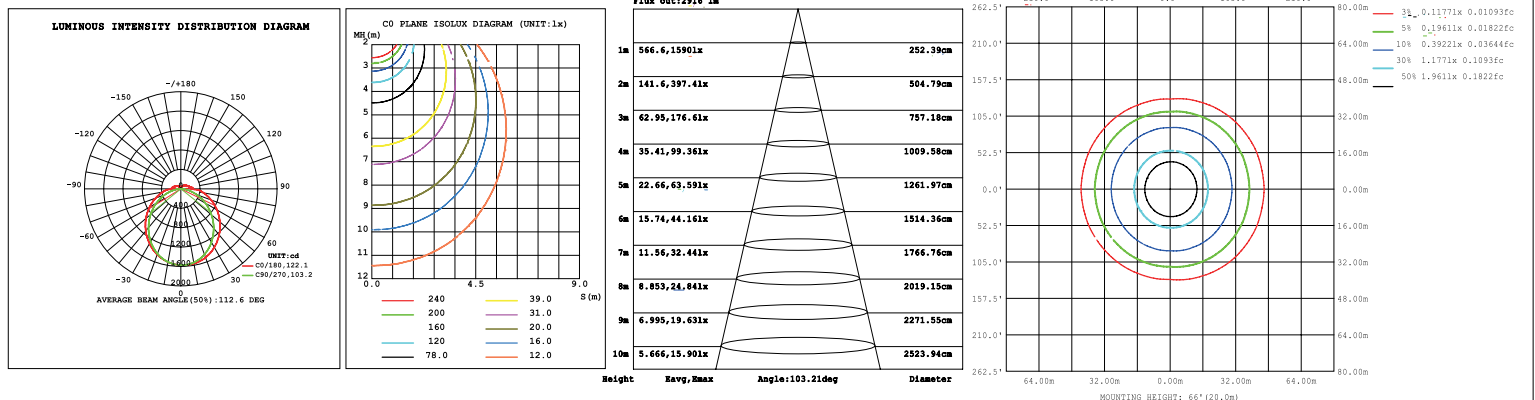 LUMINOUS INTENSITY DISTRIBUTION DIAGRAM
-/+180
-150 150
-120 120
-90 90
-60 60
-30 30
0
0
400
800
1200
1600
2000
UNIT:cd
C0/180,122.1
C90/270,103.2
AVERAGE BEAM ANGLE(50%):112.6 DEG
C0 PLANE ISOLUX DIAGRAM (UNIT:lx)
MH(m)
2
3
4
5
6
7
8
9
10
11
12
0.0 4.5 9.0
S(m)
240 39.0
200 31.0
160 20.0
120 16.0
78.0 12.0
Flux out:2916 lm
1m 566.6,1590lx 252.39cm
2m 141.6,397.4lx 504.79cm
3m 62.95,176.6lx 757.18cm
4m 35.41,99.36lx 1009.58cm
5m 22.66,63.59lx 1261.97cm
6m 15.74,44.16lx 1514.36cm
7m 11.56,32.44lx 1766.76cm
8m 8.853,24.84lx 2019.15cm
9m 6.995,19.63lx 2271.55cm
10m 5.666,15.90lx 2523.94cm
Height Eavg,Emax Angle:103.21deg Diameter
262.5' 80.00m
210.0' 64.00m
157.5' 48.00m
105.0' 32.00m
52.5' 16.00m
0.0' 0.00m
52.5' 16.00m
105.0' 32.00m
157.5' 48.00m
210.0' 64.00m
262.5' 80.00m
64.00m 32.00m 0.00m 32.00m 64.00m
MOUNTING HEIGHT: 66'(20.0m)
3% 0.1177lx 0.01093fc
5% 0.1961lx 0.01822fc
10% 0.3922lx 0.03644fc
30% 1.177lx 0.1093fc
50% 1.961lx 0.1822fc